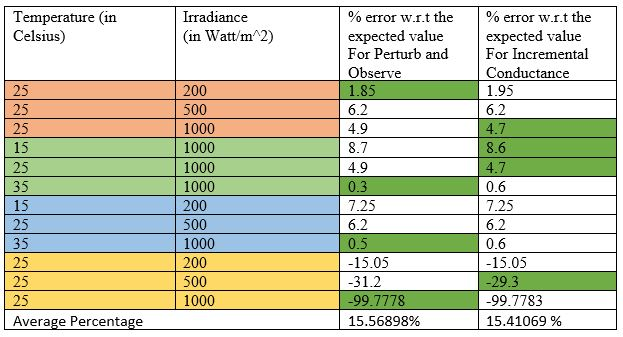 Temperature (in Celsius) Irradiance (in Watt/m^2) % error w.r.t the expected value For Perturb and Observe % error w.r.t the expected value For Incremental Conductance
25 200 1.85 1.95
25 500 6.2 6.2
25 1000 4.9 4.7
15 1000 8.7 8.6
25 1000 4.9 4.7
35 1000 0.3 0.6
15 200 7.25 7.25
25 500 6.2 6.2
35 1000 0.5 0.6
25 200 -15.05 -15.05
25 500 -31.2 -29.3
25 1000 -99.7778 -99.7783
Average Percentage 15.56898% 15.41069 %